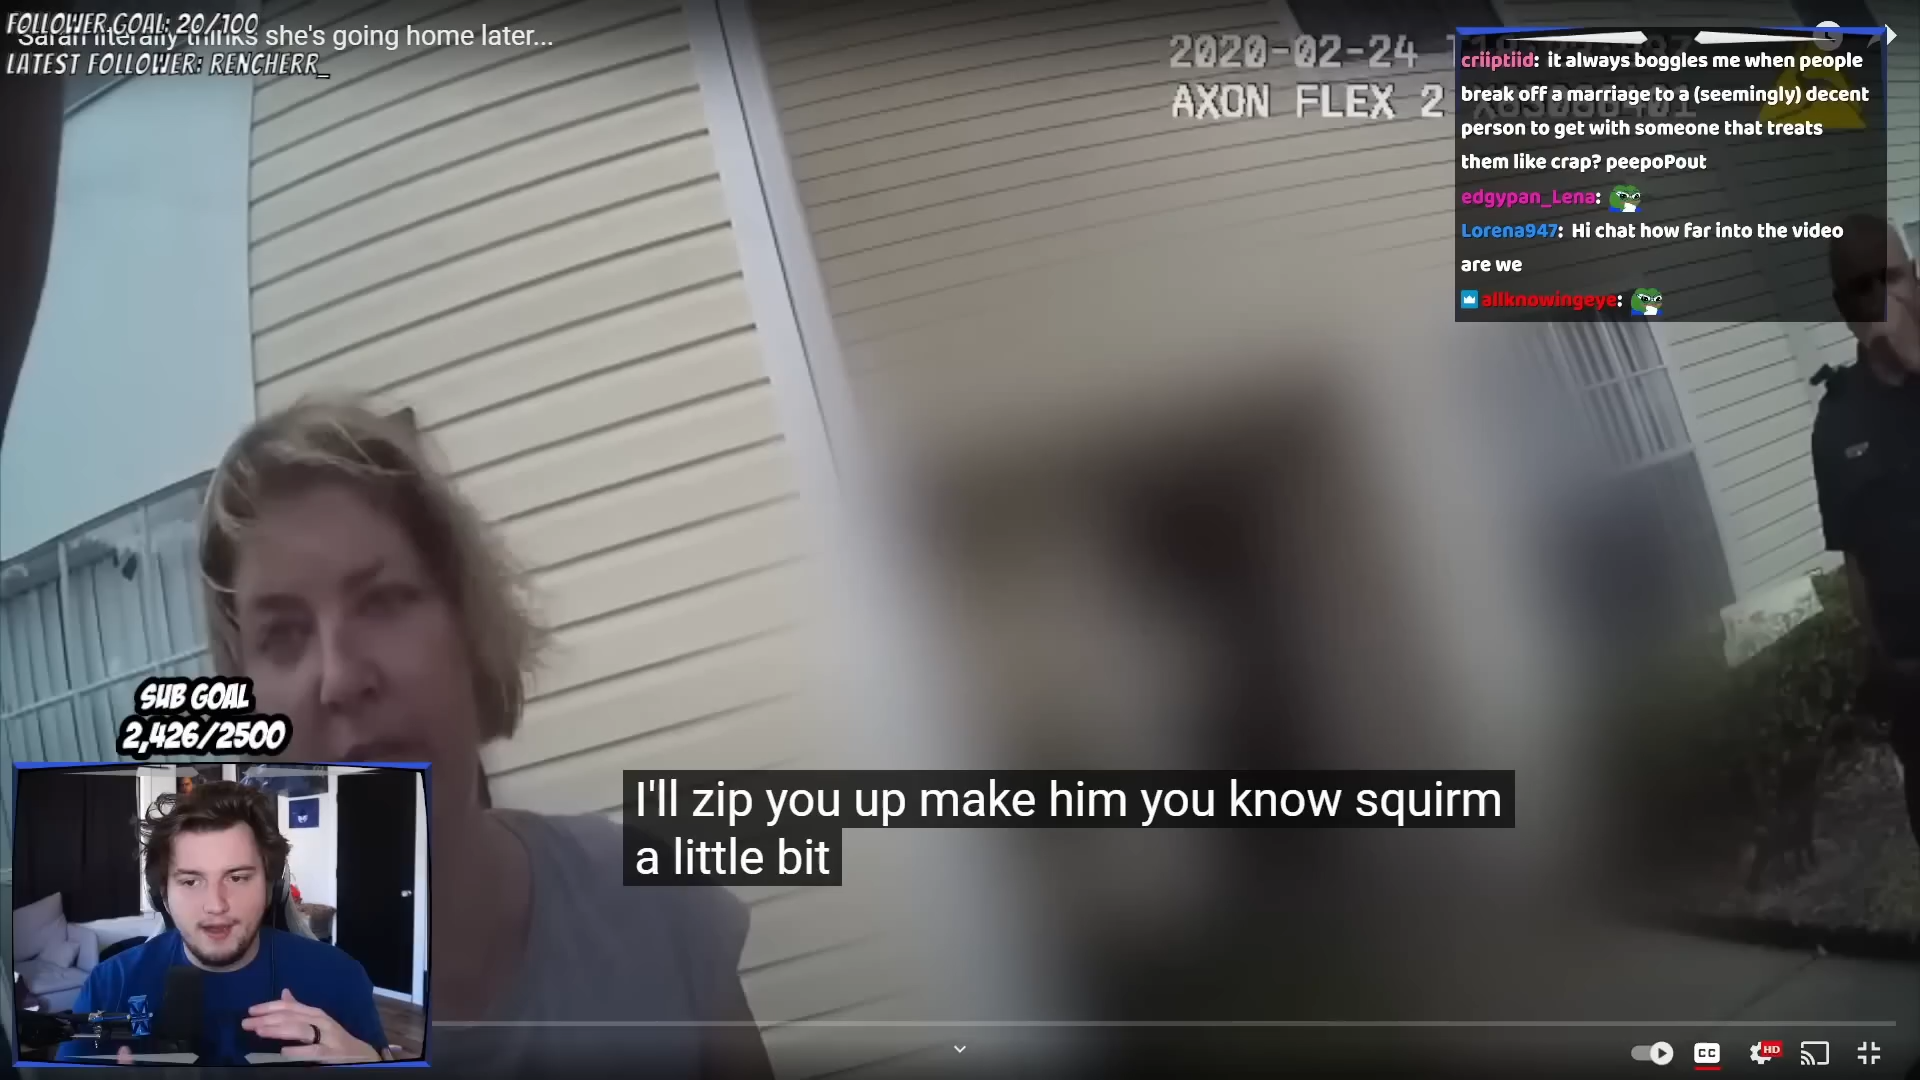 FOLLOWER GOAL: 20/100
Sarah literally thinks she's going home later...
LATEST FOLLOWER: RENCHERR_
2020-02-24
AXON FLEX 2
criiptiid: it always boggles me when people
break off a marriage to a (seemingly) decent
person to get with someone that treats
them like crap? peepoPout
edgypan_Lena:
Lorena947: Hi chat how far into the video
are we
allknowingeye:
SUB GOAL
2,426/2500
I'll zip you up make him you know squirm
a little bit
CC
HD